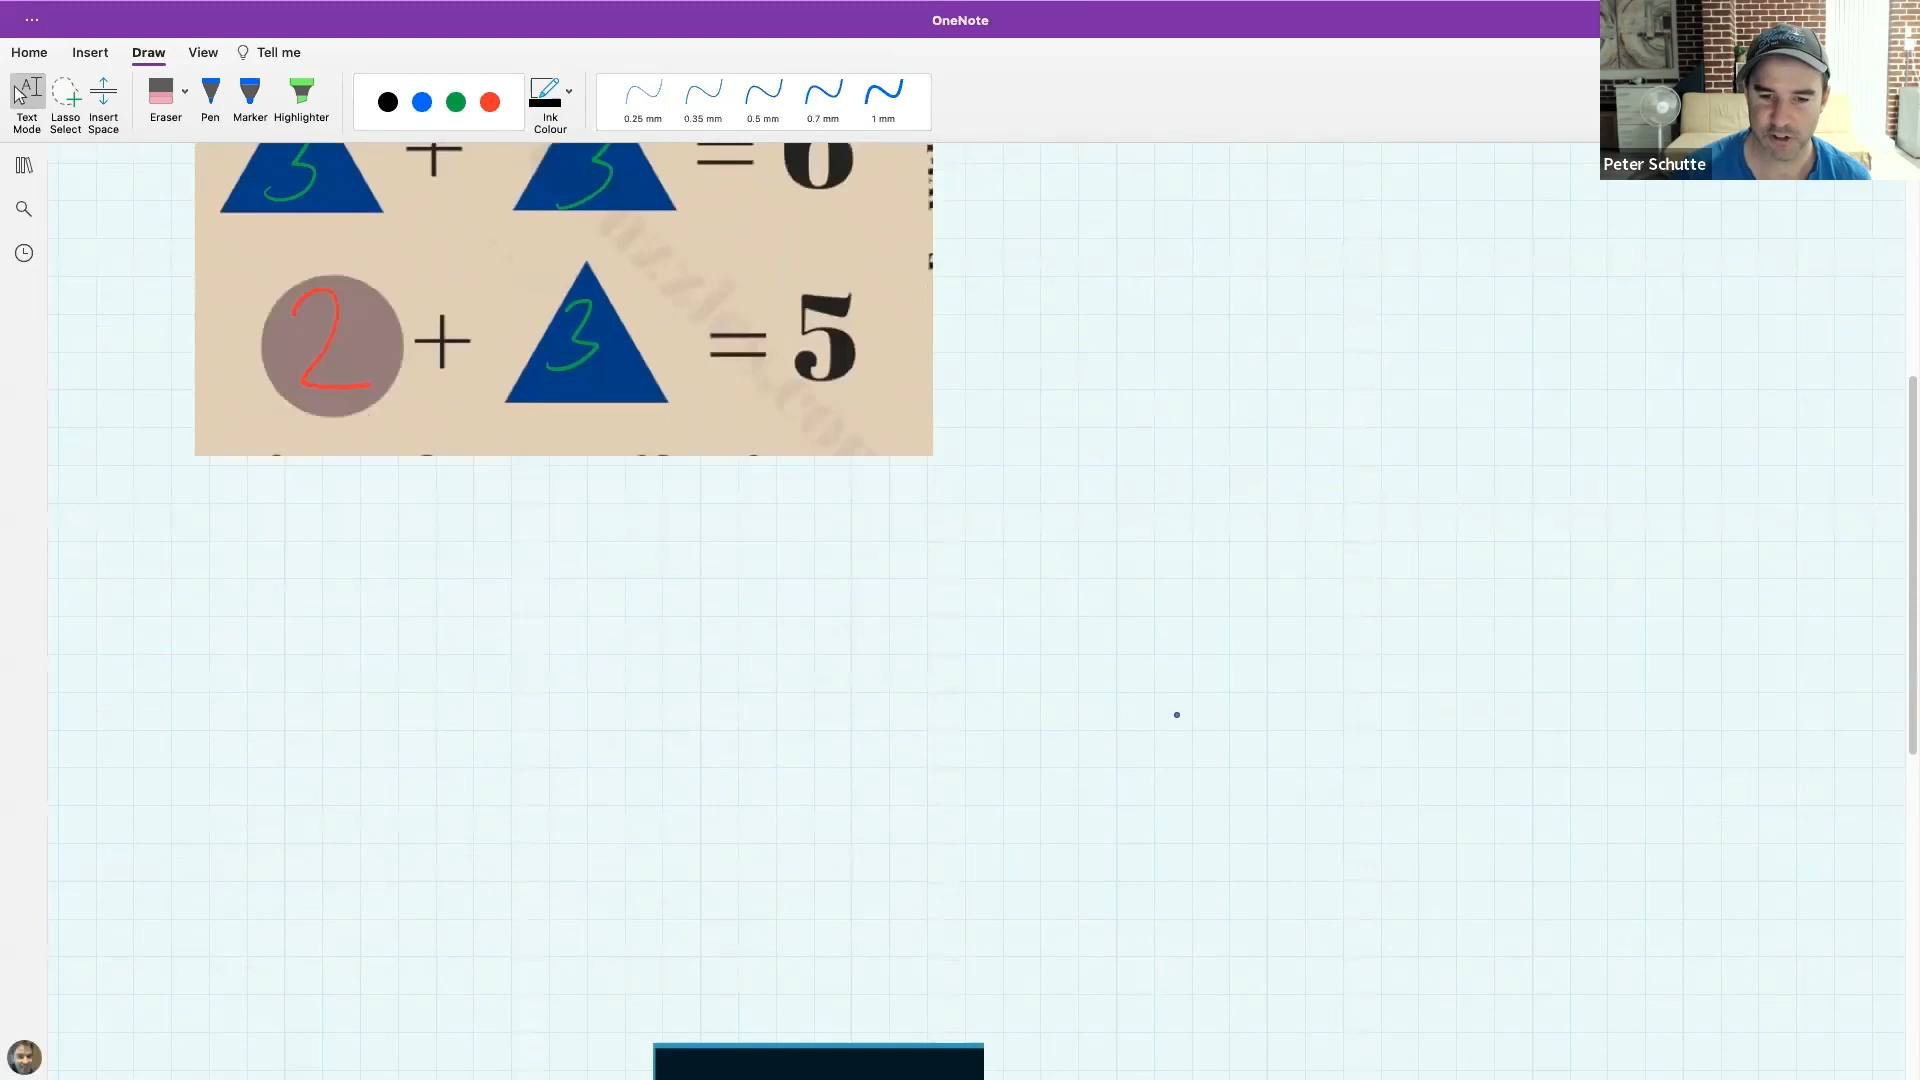 OneNote
Home Insert Draw View Tell me
Text Mode
Lasso Select
Insert Space
Eraser
Pen
Marker
Highlighter
Ink Colour
0.25 mm
0.35 mm
0.5 mm
0.7 mm
1 mm
Peter Schutte
3 + 3 = 6
2 + 3 = 5